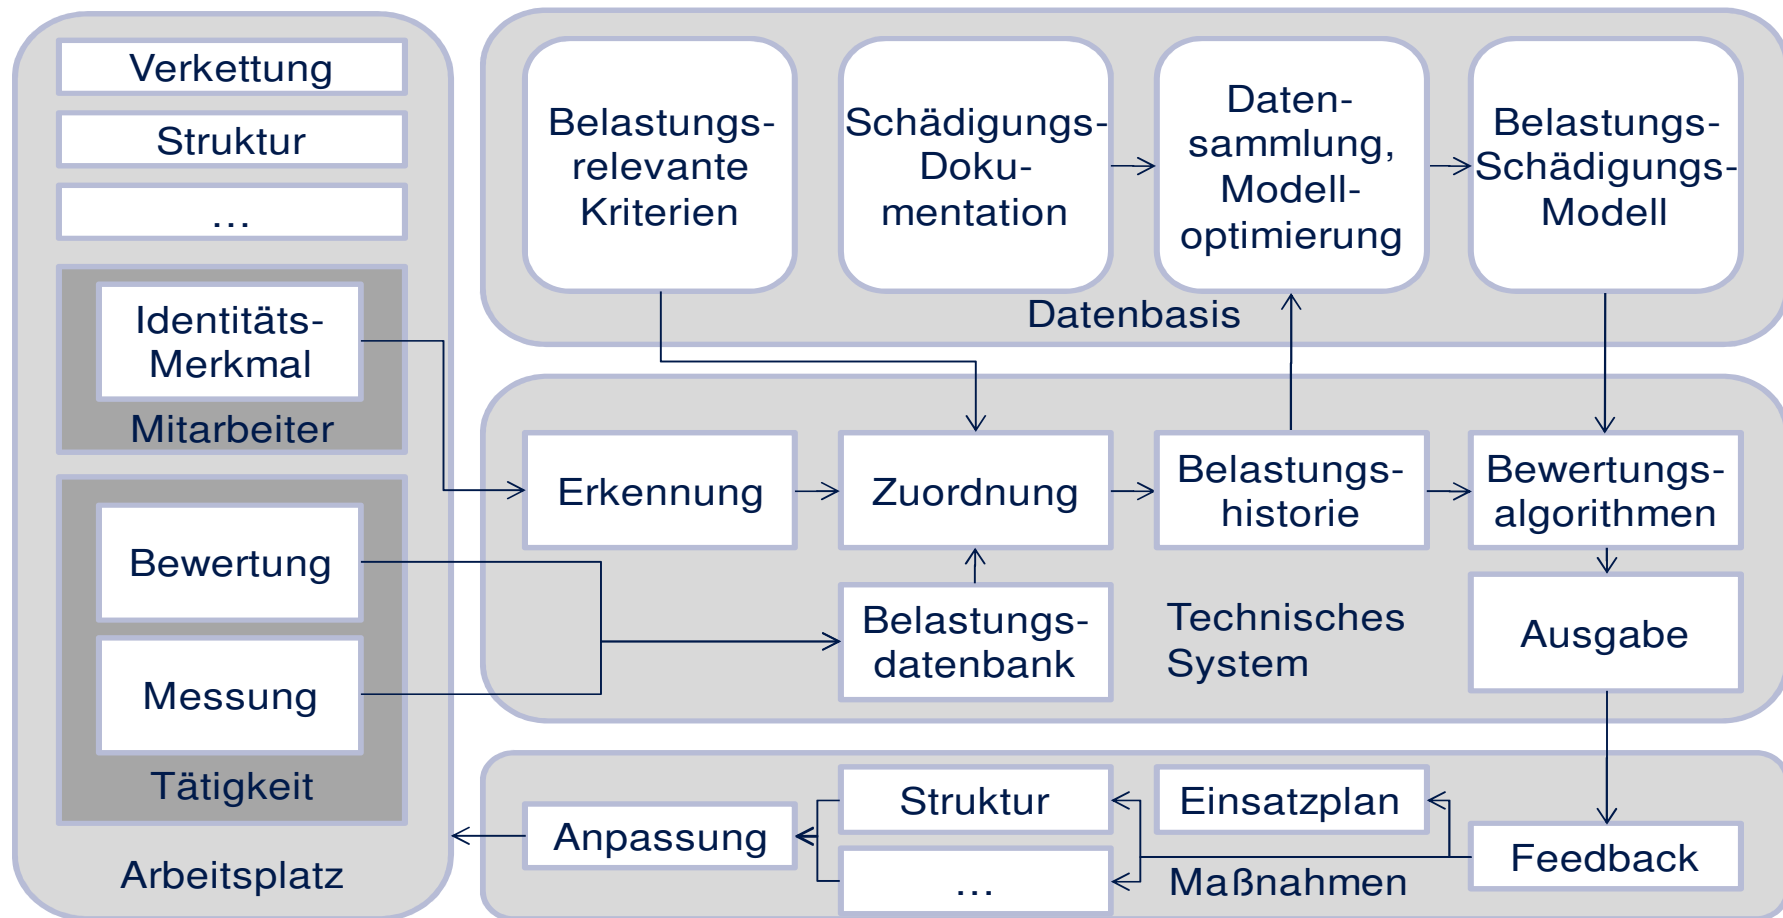 Verkettung
Struktur
...
Identitäts-
Merkmal
Mitarbeiter
Bewertung
Messung
Tätigkeit
Arbeitsplatz
Belastungs-
relevante
Kriterien
Schädigungs-
Doku-
mentation
Daten-
sammlung,
Modell-
optimierung
Belastungs-
Schädigungs-
Modell
Datenbasis
Erkennung
Zuordnung
Belastungs-
historie
Bewertungs-
algorithmen
Belastungs-
datenbank
Technisches
System
Ausgabe
Struktur
Einsatzplan
Anpassung
...
Maßnahmen
Feedback